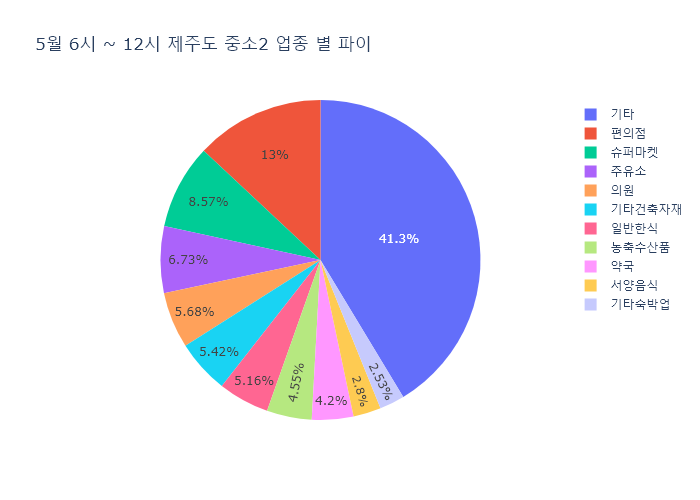 5월 6시 ~ 12시 제주도 중소2 업종 별 파이
기타
편의점
슈퍼마켓
주유소
의원
기타건축자재
일반한식
농축수산품
약국
서양음식
기타숙박업
41.3%
13%
8.57%
6.73%
5.68%
5.42%
5.16%
4.55%
4.2%
2.8%
2.53%